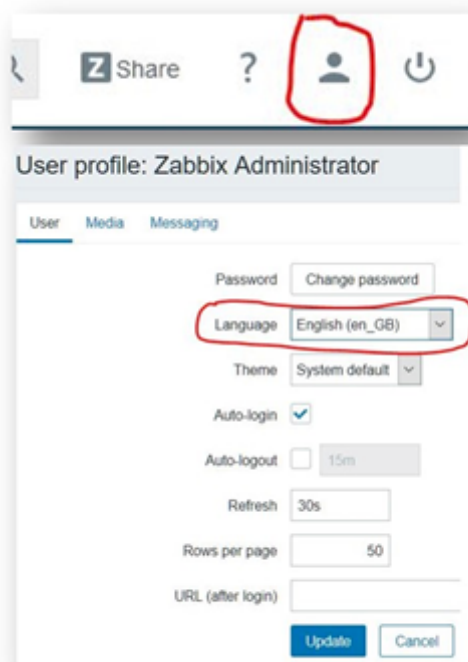 Z Share ?
User profile: Zabbix Administrator
User Media Messaging
Password Change password
Language English (en_GB)
Theme System default
Auto-login
Auto-logout 15m
Refresh 30s
Rows per page 50
URL (after login)
Update Cancel